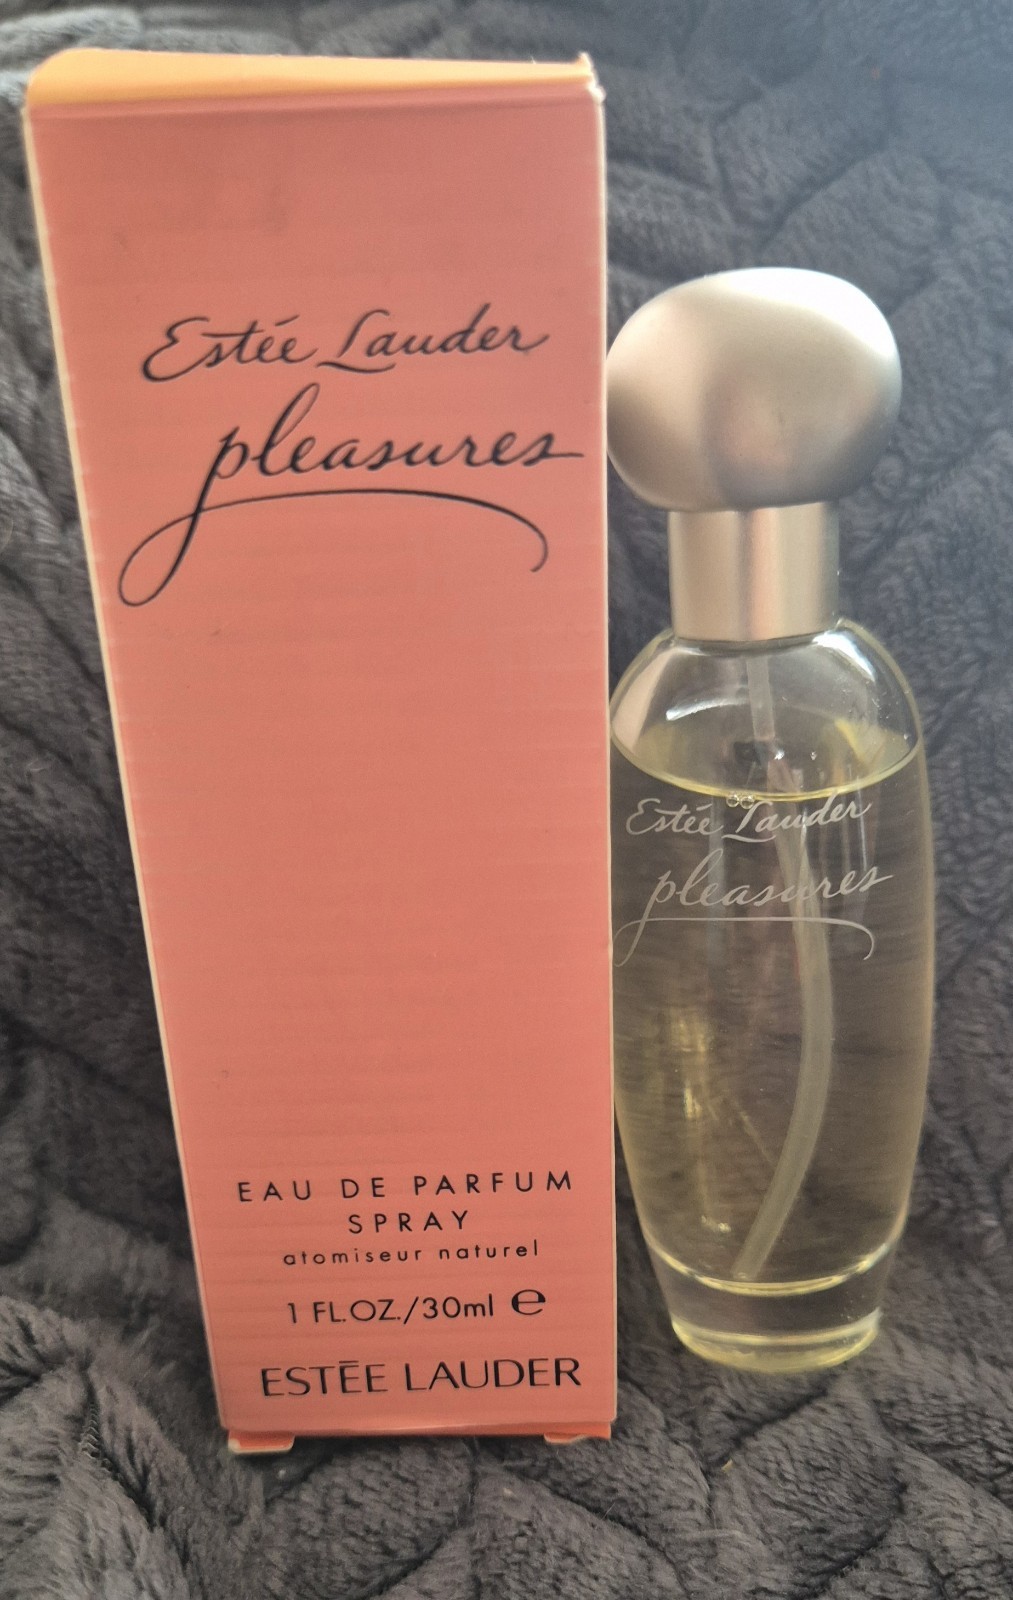 Estée Lauder
pleasures
EAU DE PARFUM
SPRAY
atomiseur naturel
1 FL.OZ./30ml ℮
ESTĒE LAUDER
Estée Lauder
pleasures